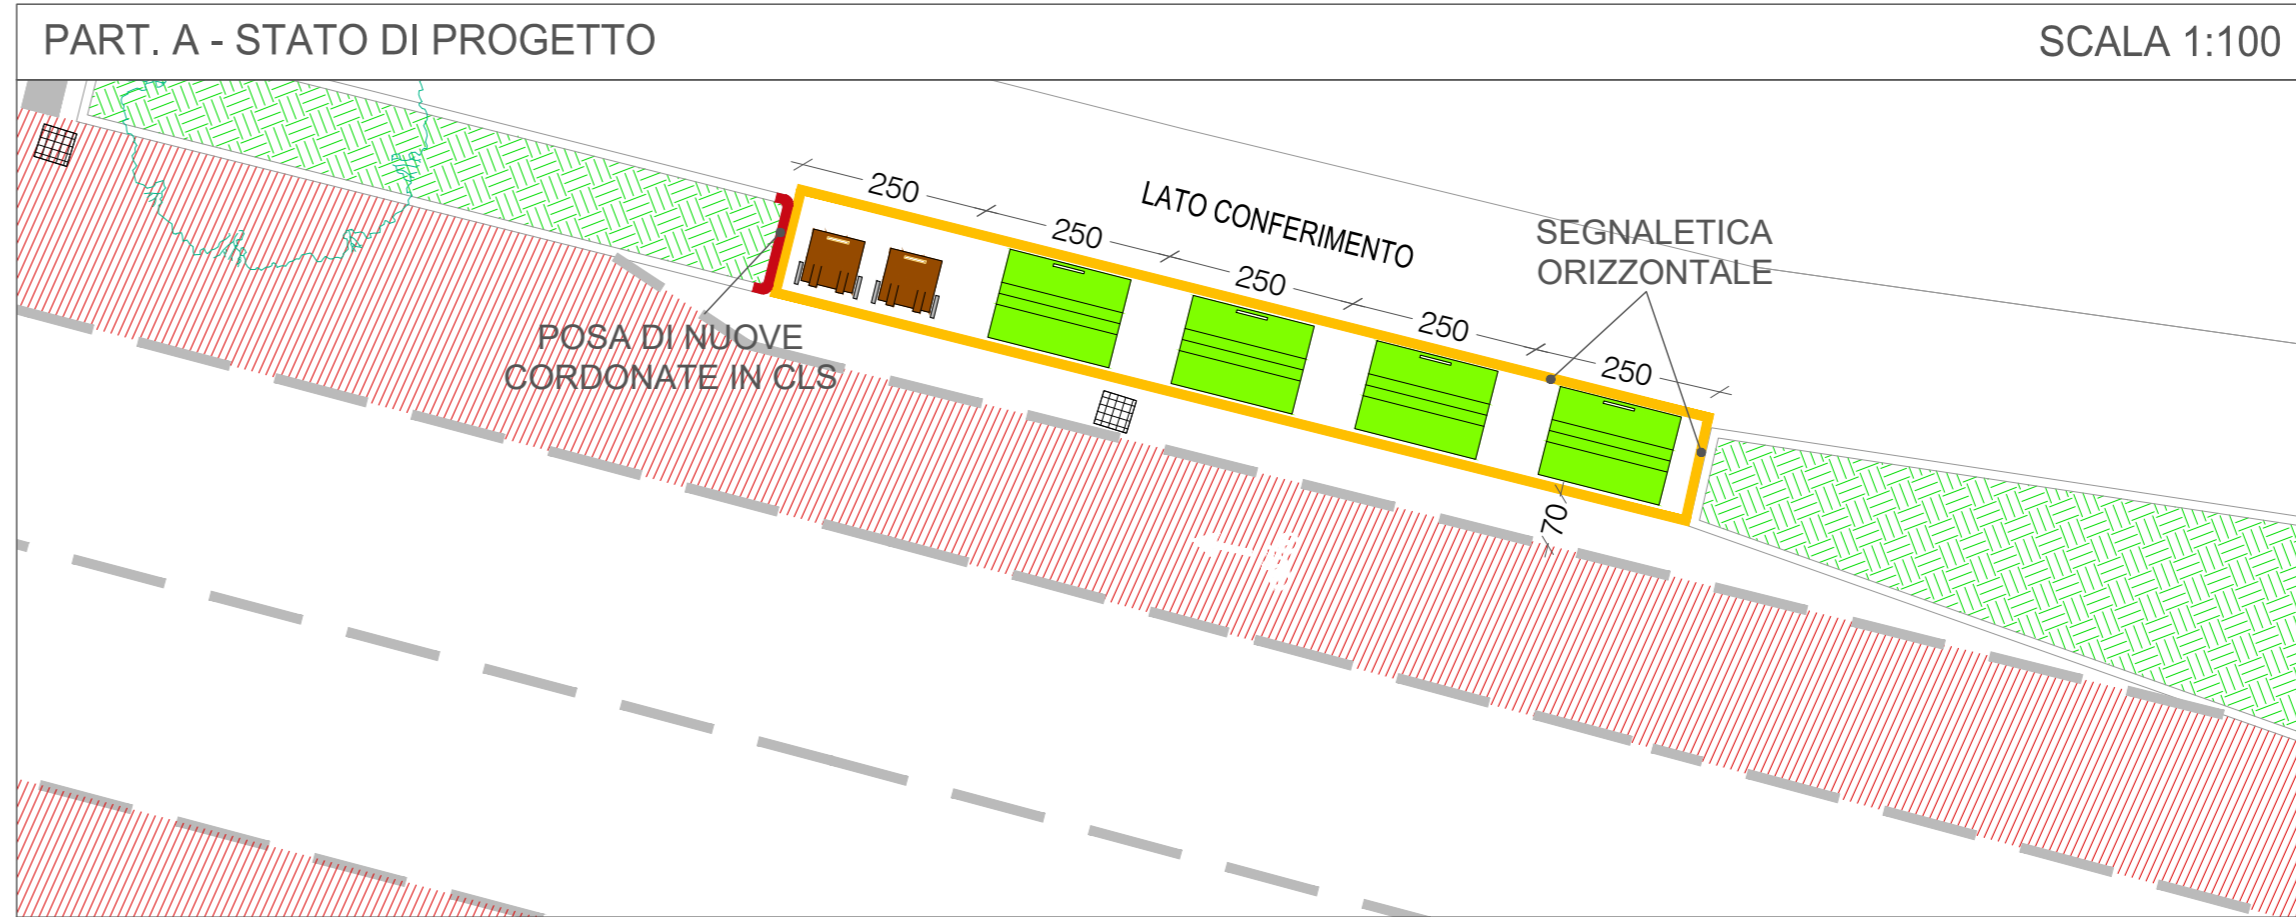 PART. A - STATO DI PROGETTO
SCALA 1:100
250
250
250
250
250
LATO CONFERIMENTO
SEGNALETICA
ORIZZONTALE
POSA DI NUOVE
CORDONATE IN CLS
70